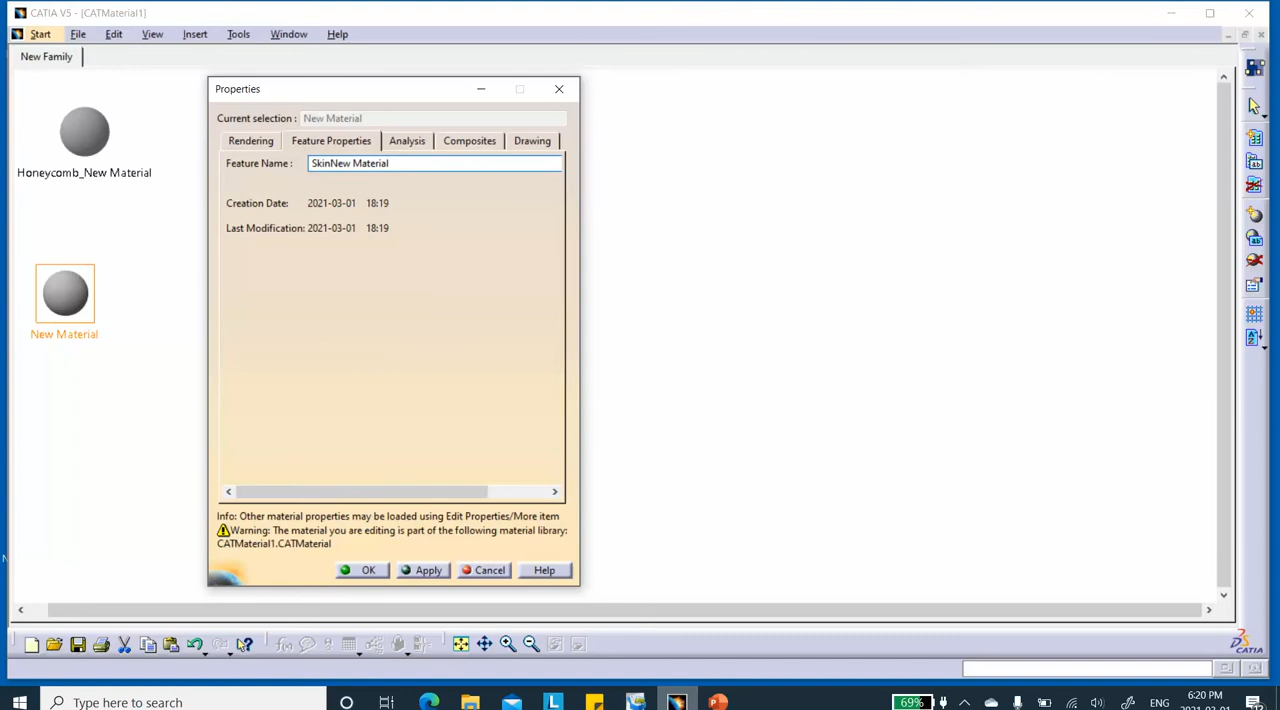 CATIA V5 - [CATMaterial1]
Start File Edit View Insert Tools Window Help
New Family
Properties
Current selection : New Material
Rendering Feature Properties Analysis Composites Drawing
Feature Name : SkinNew Material
Creation Date: 2021-03-01 18:19
Last Modification: 2021-03-01 18:19
Honeycomb_New Material
New Material
Info: Other material properties may be loaded using Edit Properties/More item
Warning: The material you are editing is part of the following material library:
CATMaterial1.CATMaterial
OK Apply Cancel Help
CATIA
Type here to search
69% ENG 6:20 PM
2021-03-01